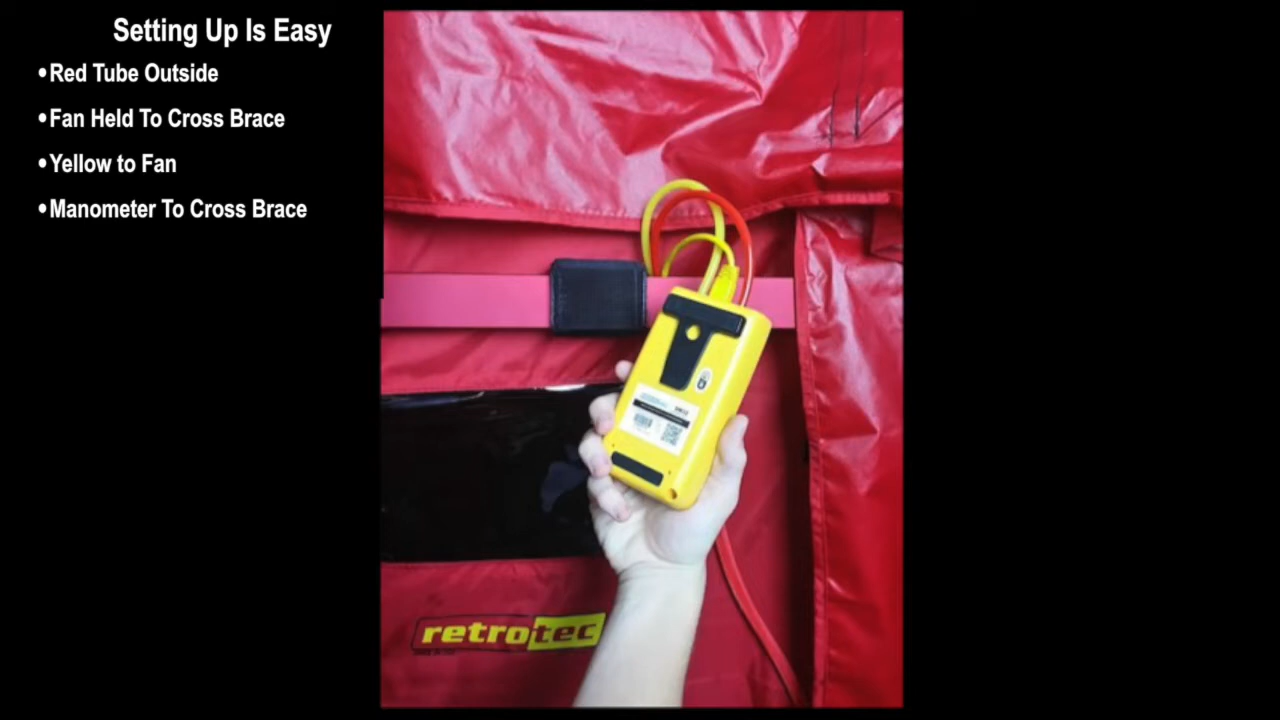 Setting Up Is Easy
•Red Tube Outside
•Fan Held To Cross Brace
•Yellow to Fan
•Manometer To Cross Brace
retrotec